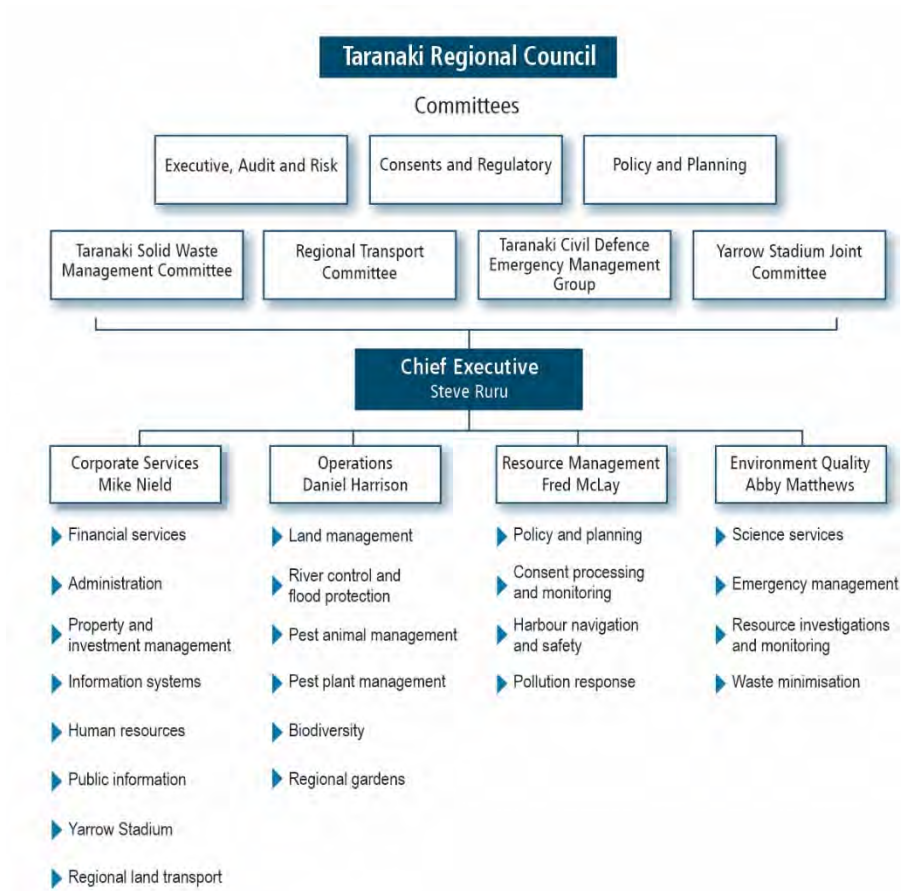 Taranaki Regional Council
Committees
Executive, Audit and Risk
Consents and Regulatory
Policy and Planning
Taranaki Solid Waste
Management Committee
Regional Transport
Committee
Taranaki Civil Defence
Emergency Management
Group
Yarrow Stadium Joint
Committee
Chief Executive
Steve Ruru
Corporate Services
Mike Nield
Financial services
Administration
Property and
investment management
Information systems
Human resources
Public information
Yarrow Stadium
Regional land transport
Operations
Daniel Harrison
Land management
River control and
flood protection
Pest animal management
Pest plant management
Biodiversity
Regional gardens
Resource Management
Fred McLay
Policy and planning
Consent processing
and monitoring
Harbour navigation
and safety
Pollution response
Environment Quality
Abby Matthews
Science services
Emergency management
Resource investigations
and monitoring
Waste minimisation